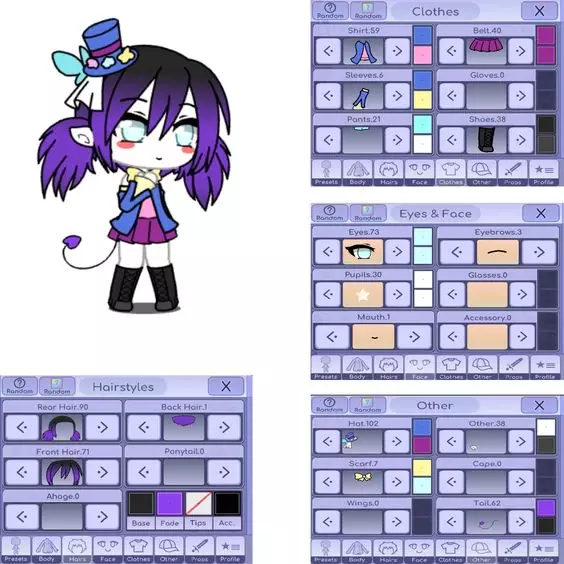 Random Random Clothes X
Shirt.59 Belt.40
Sleeves.6 Gloves.0
Pants.21 Shoes.38
Presets Body Hairs Face Clothes Other Props Profile
Random Random Eyes & Face X
Eyes.73 Eyebrows.3
Pupils.30 Glasses.0
Mouth.1 Accessory.0
Presets Body Hairs Face Clothes Other Props Profile
Random Random Hairstyles X
Rear Hair.90 Back Hair.1
Front Hair.71 Ponytail.0
Ahoge.0
Base Fade Tips Acc.
Presets Body Hairs Face Clothes Other Props Profile
Random Random Other X
Hat.102 Other.38
Scarf.7 Cape.0
Wings.0 Tail.62
Presets Body Hairs Face Clothes Other Props Profile